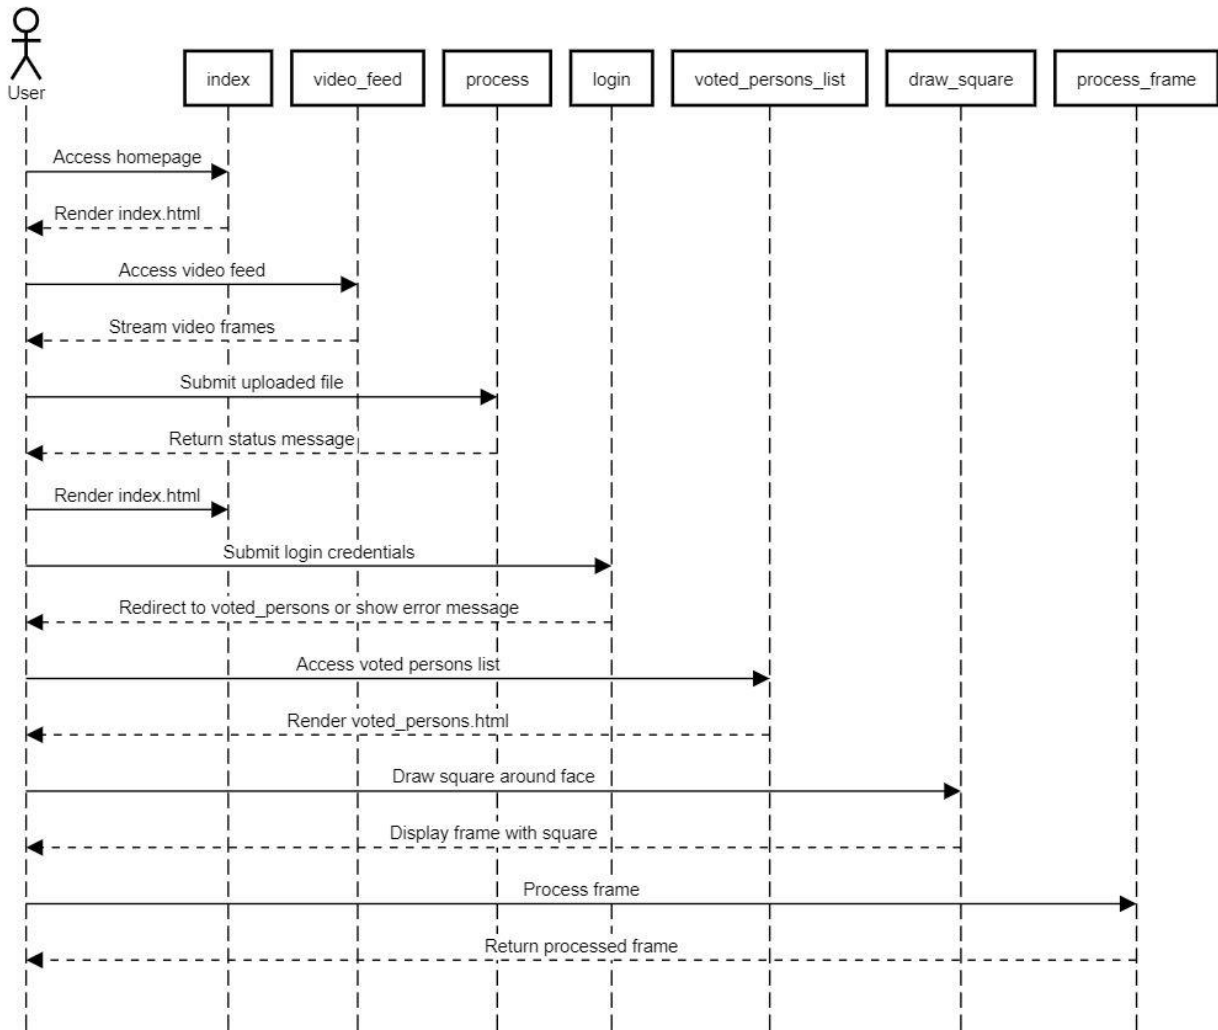 User
index
video_feed
process
login
voted_persons_list
draw_square
process_frame
Access homepage
Render index.html
Access video feed
Stream video frames
Submit uploaded file
Return status message
Render index.html
Submit login credentials
Redirect to voted_persons or show error message
Access voted persons list
Render voted_persons.html
Draw square around face
Display frame with square
Process frame
Return processed frame